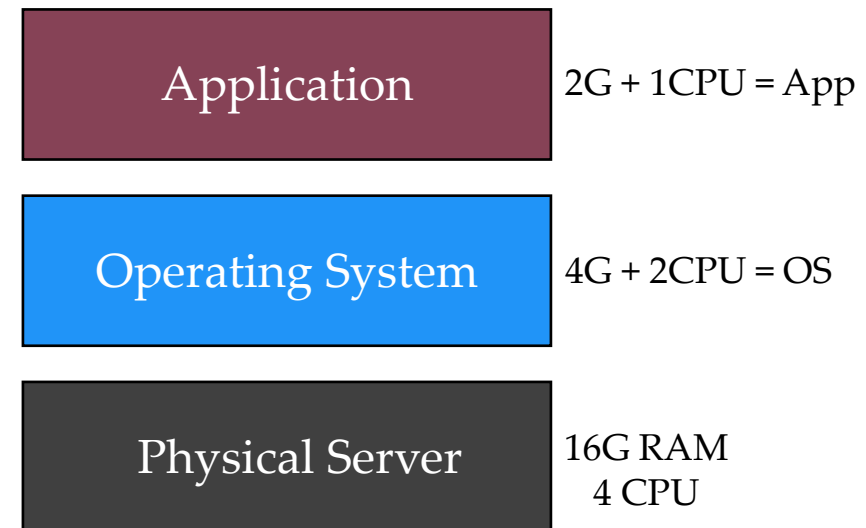 Application
2G + 1CPU = App
Operating System
4G + 2CPU = OS
Physical Server
16G RAM
4 CPU